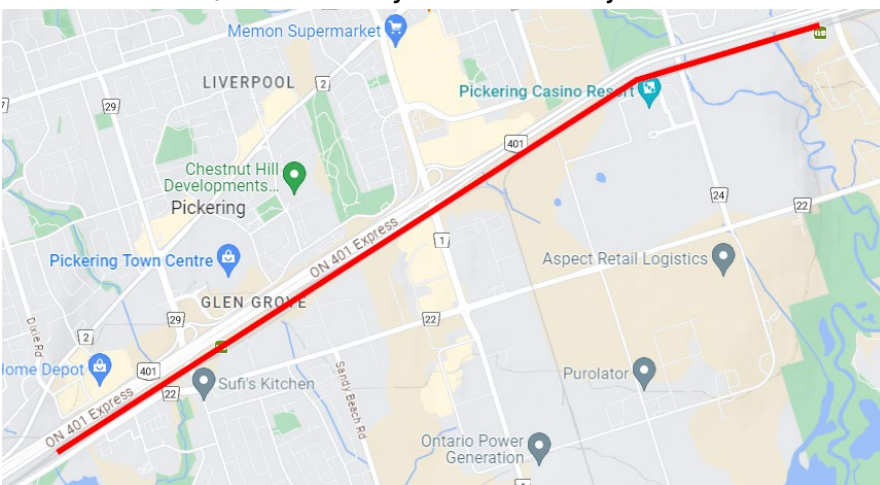 Memon Supermarket
LIVERPOOL
2
29
Pickering Casino Resort
401
Chestnut Hill
Developments...
Pickering
24
22
ON 401 Express
1
Pickering Town Centre
Aspect Retail Logistics
GLEN GROVE
29
22
Dixie Rd
2
Home Depot
401
22
Sufi's Kitchen
Sandy Beach Rd
Purolator
ON 401 Express
Ontario Power
Generation